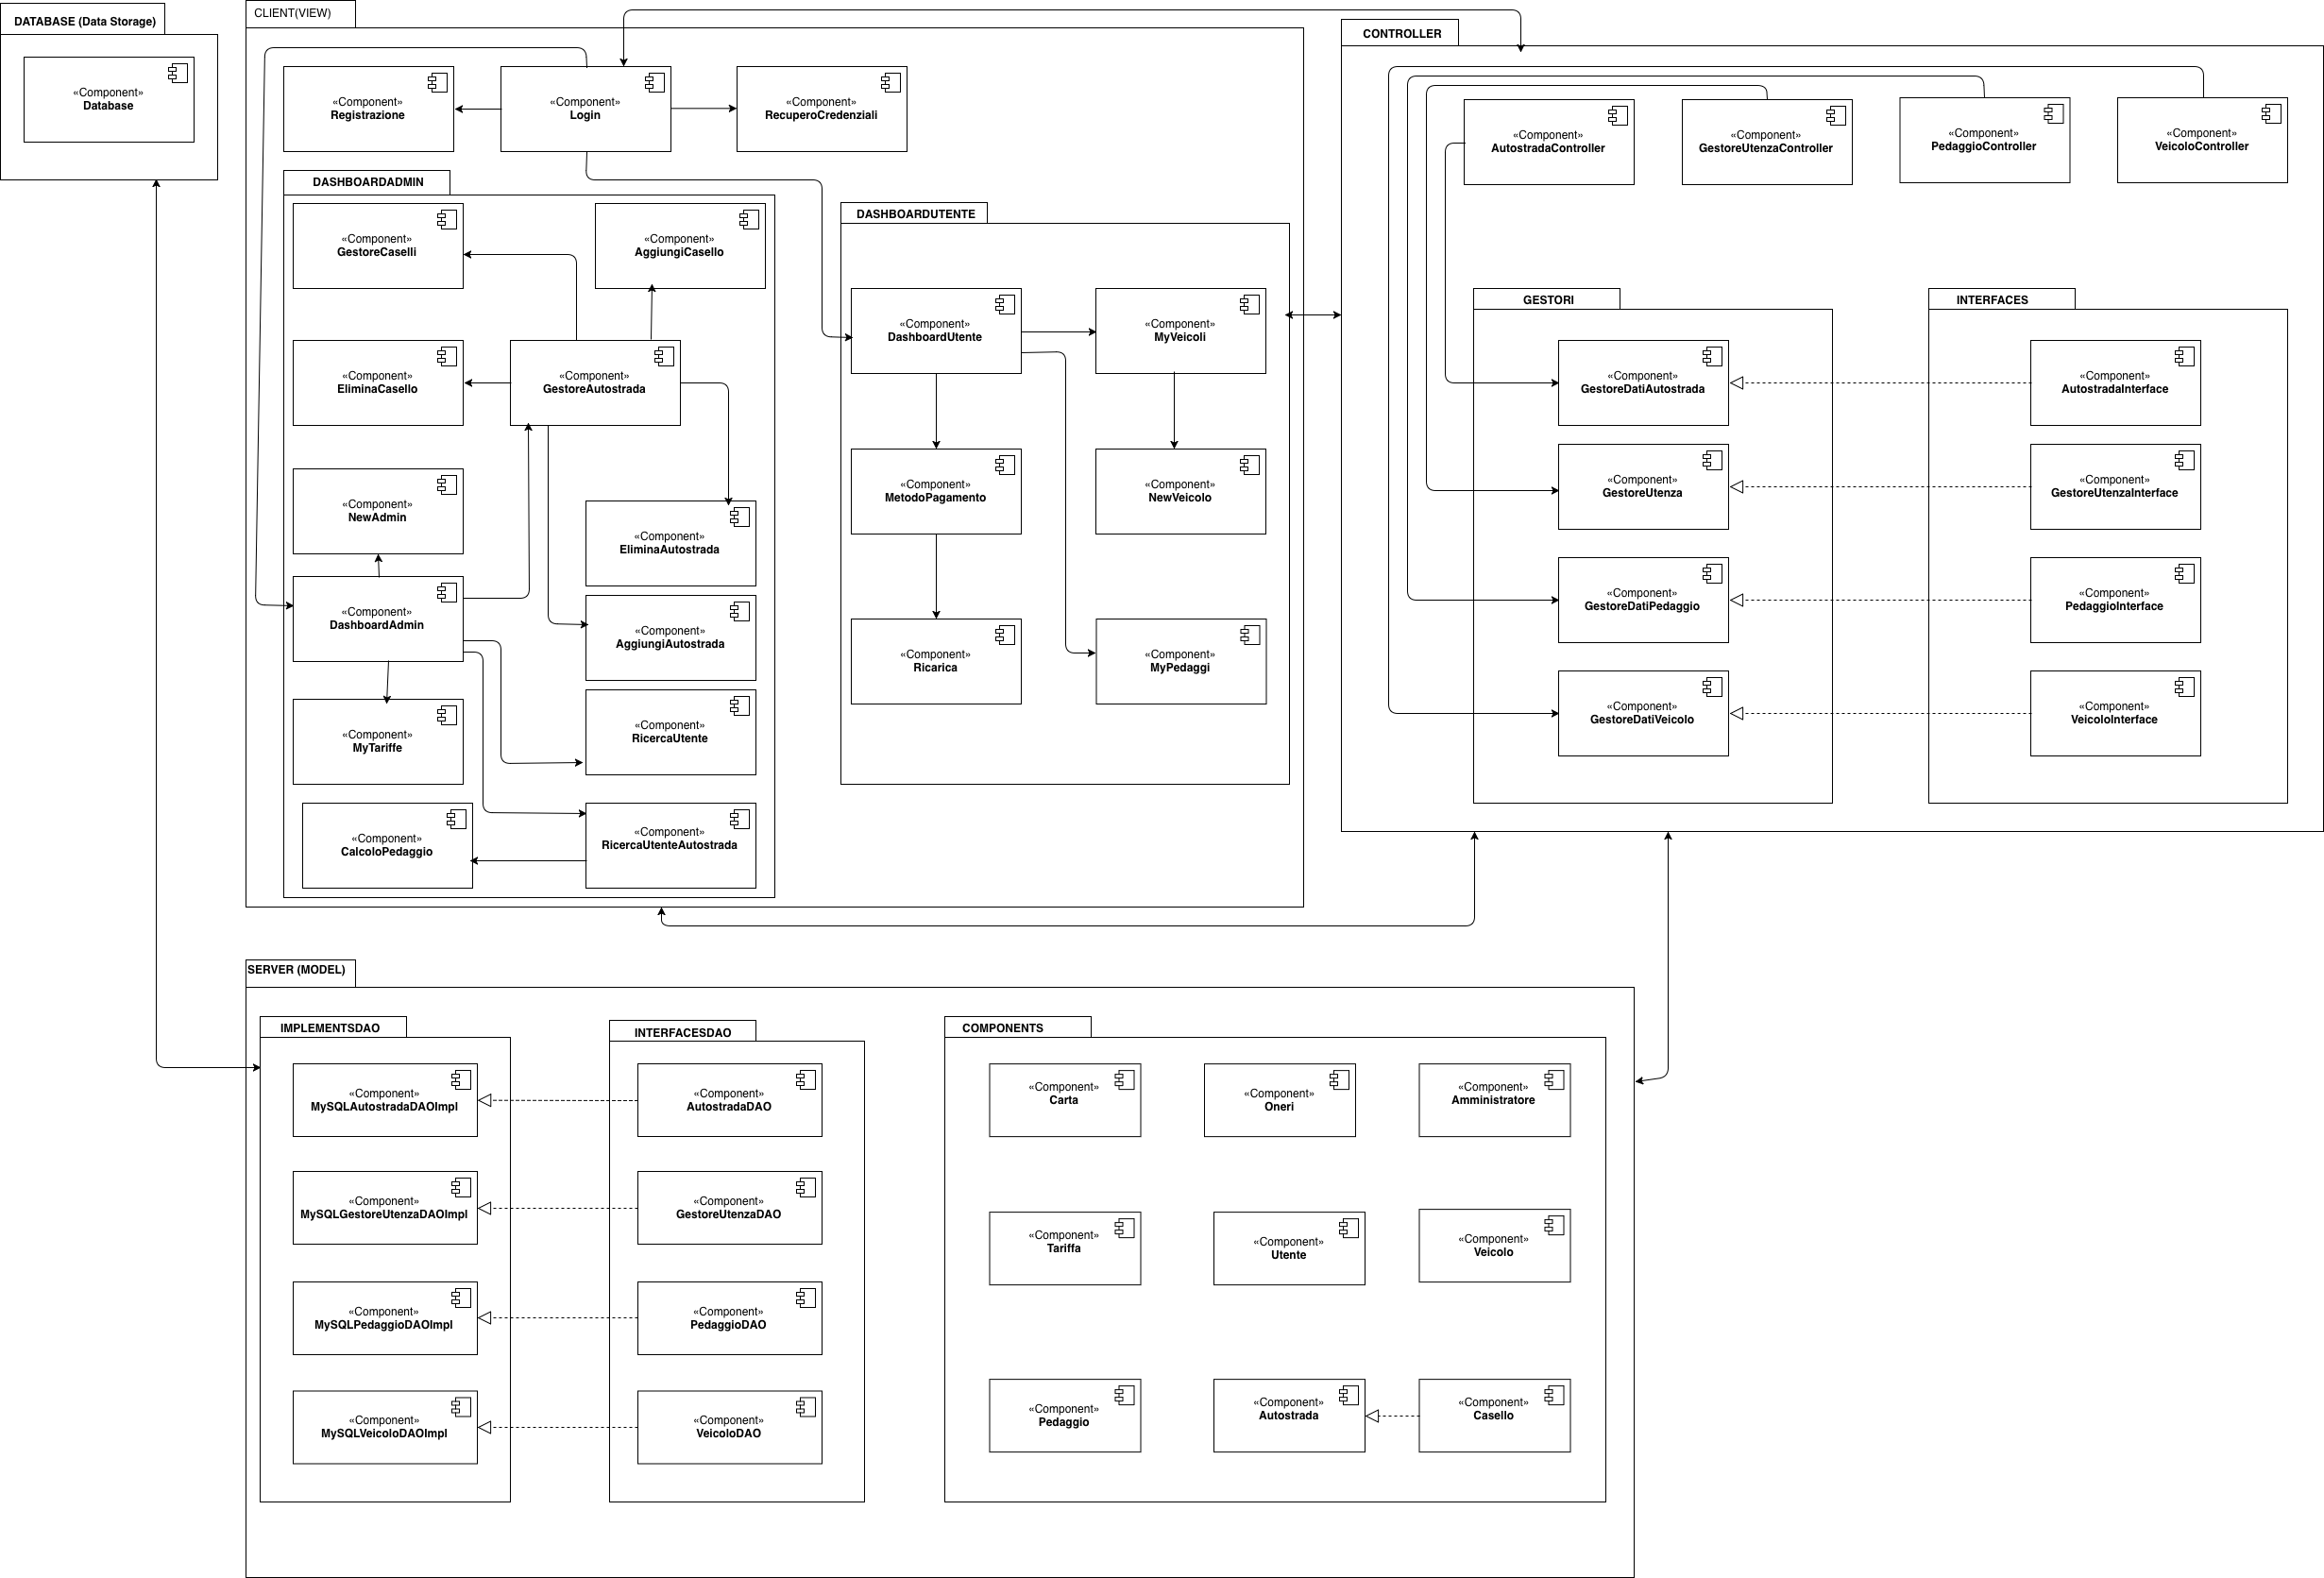 DATABASE (Data Storage)
«Component»
Database
CLIENT(VIEW)
«Component»
Registrazione
«Component»
Login
«Component»
RecuperoCredenziali
DASHBOARDADMIN
«Component»
GestoreCaselli
«Component»
AggiungiCasello
«Component»
EliminaCasello
«Component»
GestoreAutostrada
«Component»
NewAdmin
«Component»
EliminaAutostrada
«Component»
DashboardAdmin
«Component»
AggiungiAutostrada
«Component»
MyTariffe
«Component»
RicercaUtente
«Component»
CalcoloPedaggio
«Component»
RicercaUtenteAutostrada
DASHBOARDUTENTE
«Component»
DashboardUtente
«Component»
MyVeicoli
«Component»
MetodoPagamento
«Component»
NewVeicolo
«Component»
Ricarica
«Component»
MyPedaggi
CONTROLLER
«Component»
AutostradaController
«Component»
GestoreUtenzaController
«Component»
PedaggioController
«Component»
VeicoloController
GESTORI
«Component»
GestoreDatiAutostrada
«Component»
GestoreUtenza
«Component»
GestoreDatiPedaggio
«Component»
GestoreDatiVeicolo
INTERFACES
«Component»
AutostradaInterface
«Component»
GestoreUtenzaInterface
«Component»
PedaggioInterface
«Component»
VeicoloInterface
SERVER (MODEL)
IMPLEMENTSDAO
«Component»
MySQLAutostradaDAOImpl
«Component»
MySQLGestoreUtenzaDAOImpl
«Component»
MySQLPedaggioDAOImpl
«Component»
MySQLVeicoloDAOImpl
INTERFACESDAO
«Component»
AutostradaDAO
«Component»
GestoreUtenzaDAO
«Component»
PedaggioDAO
«Component»
VeicoloDAO
COMPONENTS
«Component»
Carta
«Component»
Oneri
«Component»
Amministratore
«Component»
Tariffa
«Component»
Utente
«Component»
Veicolo
«Component»
Pedaggio
«Component»
Autostrada
«Component»
Casello